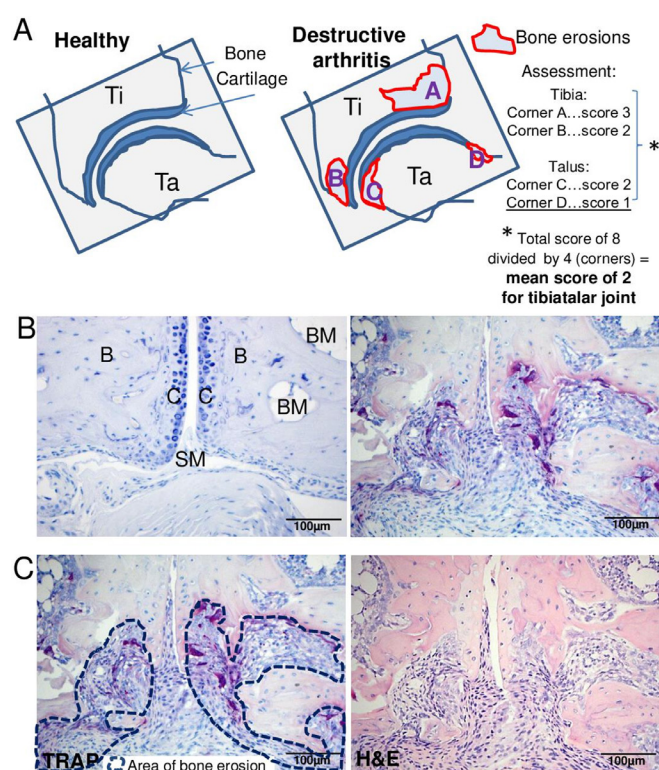 A
Healthy
Bone
Cartilage
Ti
Ta
Destructive
arthritis
Ti
A
B
C
D
Ta
Bone erosions
Assessment:
Tibia:
Corner A...score 3
Corner B...score 2
*
Talus:
Corner C...score 2
Corner D...score 1
* Total score of 8
divided by 4 (corners) =
mean score of 2
for tibiatalar joint
B
B
B
BM
C
C
BM
SM
100µm
100µm
C
TRAP
Area of bone erosion
100µm
H&E
100µm